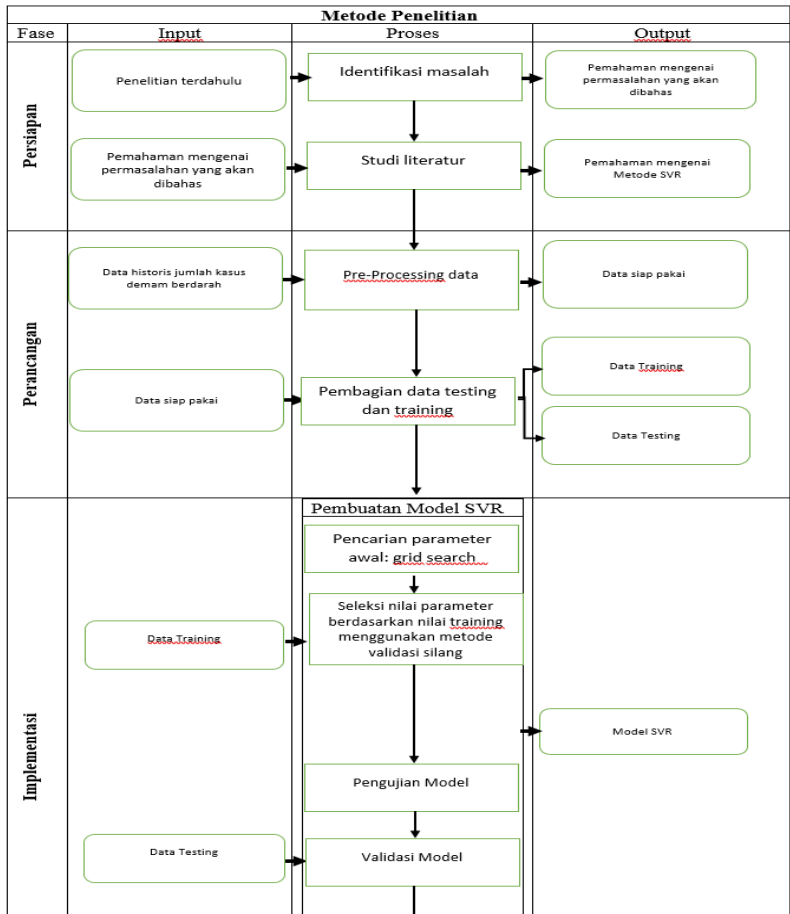 Metode Penelitian
Fase
Input
Proses
Output
Persiapan
Penelitian terdahulu
Identifikasi masalah
Pemahaman mengenai
permasalahan yang akan
dibahas
Pemahaman mengenai
permasalahan yang akan
dibahas
Studi literatur
Pemahaman mengenai
Metode SVR
Perancangan
Data historis jumlah kasus
demam berdarah
Pre-Processing data
Data siap pakai
Data siap pakai
Pembagian data testing
dan training
Data Training
Data Testing
Implementasi
Pembuatan Model SVR
Pencarian parameter
awal: grid search
Data Training
Seleksi nilai parameter
berdasarkan nilai training
menggunakan metode
validasi silang
Model SVR
Pengujian Model
Data Testing
Validasi Model